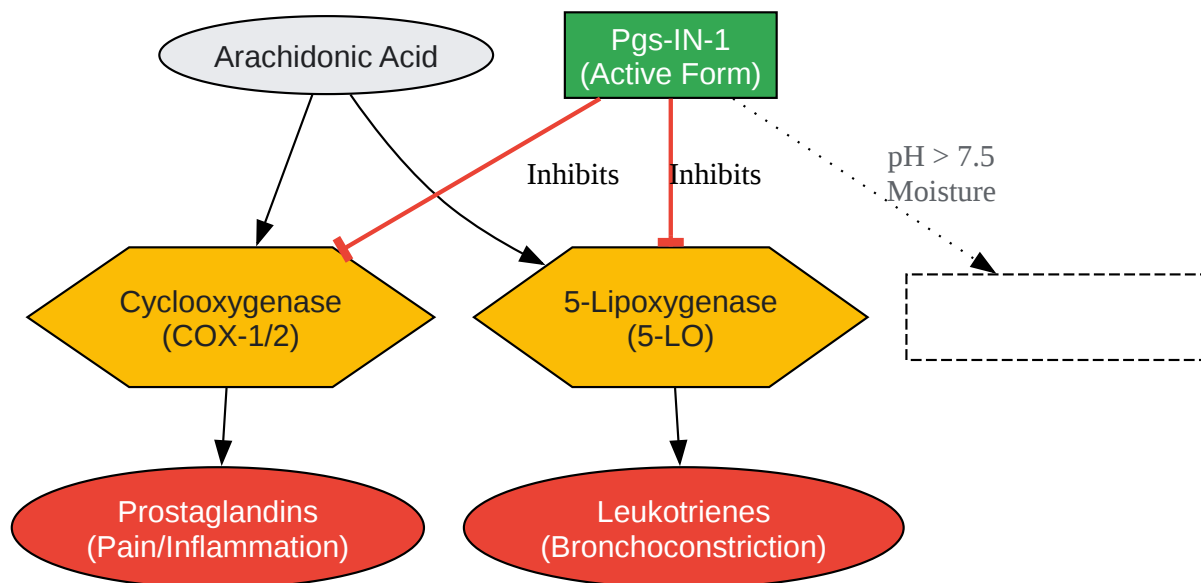 Arachidonic Acid
Pgs-IN-1
(Active Form)
Inhibits
Inhibits
pH > 7.5
Moisture
Cyclooxygenase
(COX-1/2)
5-Lipoxygenase
(5-LO)
Prostaglandins
(Pain/Inflammation)
Leukotrienes
(Bronchoconstriction)